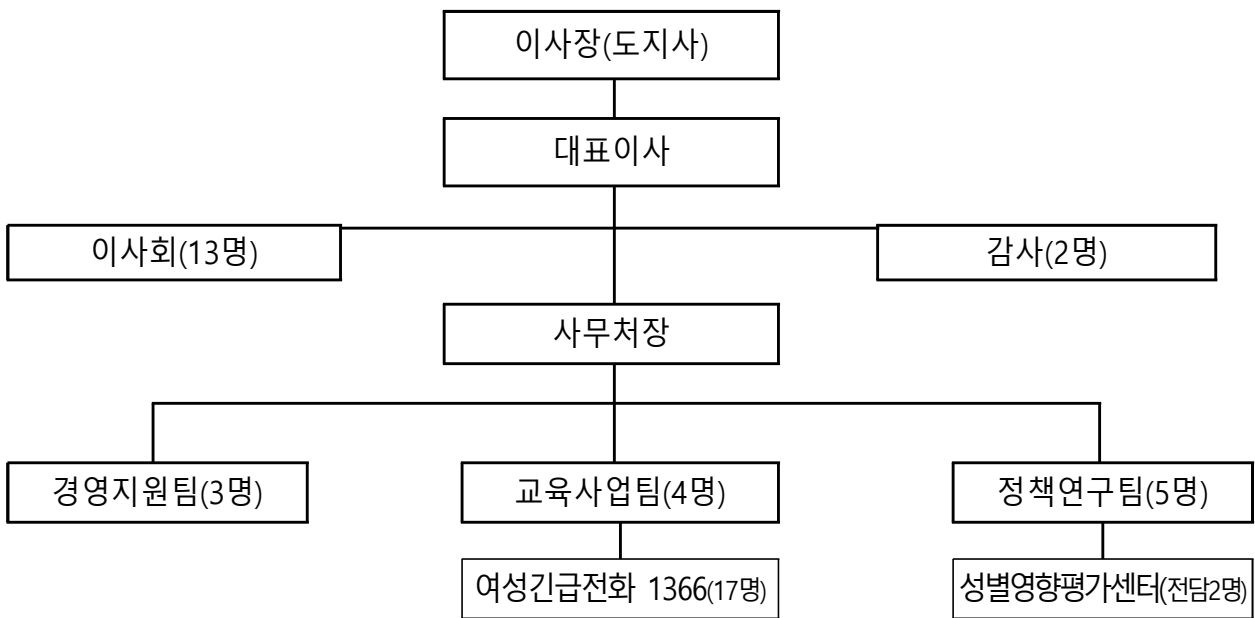 이사장(도지사)
대표이사
이사회(13명)
감사(2명)
사무처장
경영지원팀(3명)
교육사업팀(4명)
정책연구팀(5명)
여성긴급전화 1366(17명)
성별영향평가센터(전담2명)